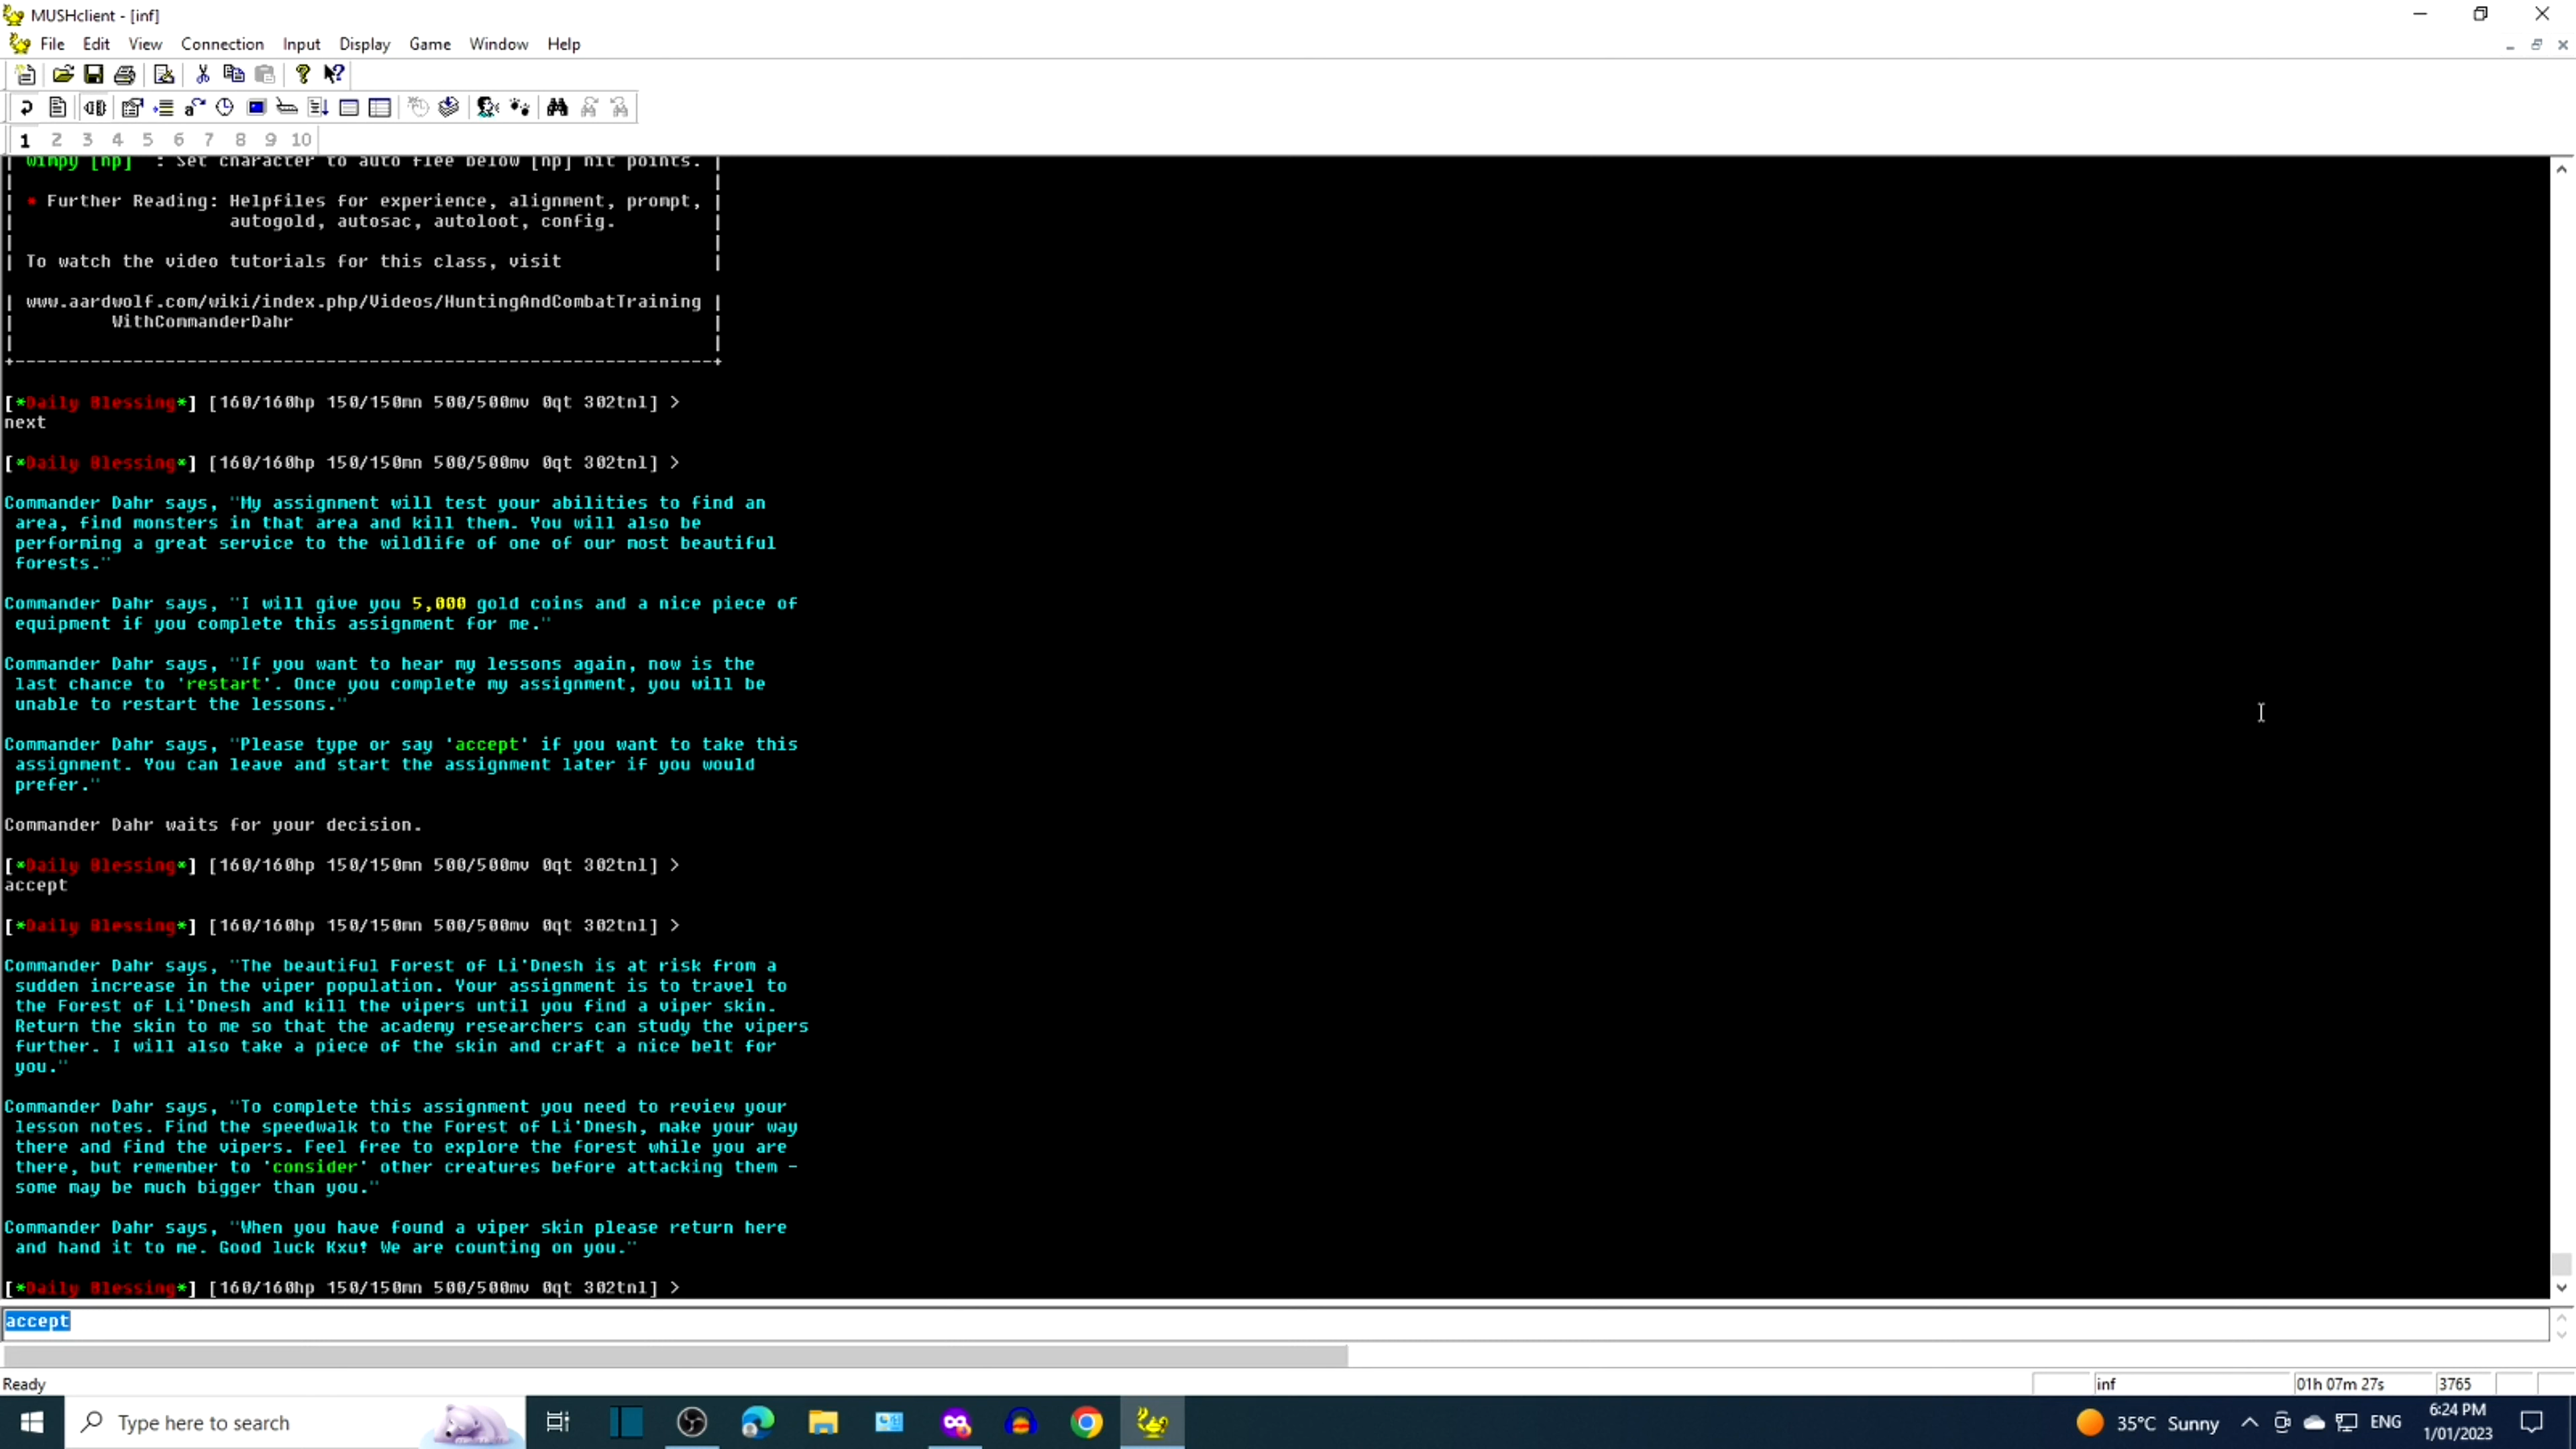 MUSHclient - [inf]
File Edit View Connection Input Display Game Window Help
1 2 3 4 5 6 7 8 9 10
| wimpy [hp] : Set character to auto flee below [hp] hit points. |
| * Further Reading: Helpfiles for experience, alignment, prompt, |
| autogold, autosac, autoloot, config. |
| To watch the video tutorials for this class, visit |
| www.aardwolf.com/wiki/index.php/Videos/HuntingAndCombatTraining |
| WithCommanderDahr |
+----------------------------------------------------------------+
[*Daily Blessing*] [160/160hp 150/150mn 500/500mv 0qt 302tnl] >
next
[*Daily Blessing*] [160/160hp 150/150mn 500/500mv 0qt 302tnl] >
Commander Dahr says, "My assignment will test your abilities to find an
area, find monsters in that area and kill them. You will also be
performing a great service to the wildlife of one of our most beautiful
forests."
Commander Dahr says, "I will give you 5,000 gold coins and a nice piece of
equipment if you complete this assignment for me."
Commander Dahr says, "If you want to hear my lessons again, now is the
last chance to 'restart'. Once you complete my assignment, you will be
unable to restart the lessons."
Commander Dahr says, "Please type or say 'accept' if you want to take this
assignment. You can leave and start the assignment later if you would
prefer."
Commander Dahr waits for your decision.
[*Daily Blessing*] [160/160hp 150/150mn 500/500mv 0qt 302tnl] >
accept
[*Daily Blessing*] [160/160hp 150/150mn 500/500mv 0qt 302tnl] >
Commander Dahr says, "The beautiful Forest of Li'Dnesh is at risk from a
sudden increase in the viper population. Your assignment is to travel to
the Forest of Li'Dnesh and kill the vipers until you find a viper skin.
Return the skin to me so that the academy researchers can study the vipers
further. I will also take a piece of the skin and craft a nice belt for
you."
Commander Dahr says, "To complete this assignment you need to review your
lesson notes. Find the speedwalk to the Forest of Li'Dnesh, make your way
there and find the vipers. Feel free to explore the forest while you are
there, but remember to 'consider' other creatures before attacking them -
some may be much bigger than you."
Commander Dahr says, "When you have found a viper skin please return here
and hand it to me. Good luck Kxu! We are counting on you."
[*Daily Blessing*] [160/160hp 150/150mn 500/500mv 0qt 302tnl] >
accept
Ready inf 01h 07m 27s 3765
Type here to search
35°C Sunny ENG
6:24 PM
1/01/2023